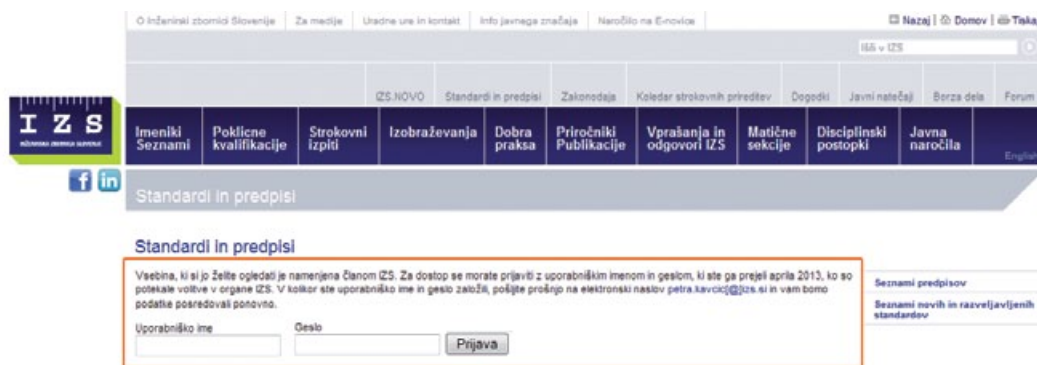 O Inženirski zbornici Slovenije Za medije Uradne ure in kontakt Info javnega značaja Naročilo na E-novice Nazaj | Domov | Tiskaj
Išči v IZS
IZS.NOVO Standardi in predpisi Zakonodaja Koledar strokovnih prireditev Dogodki Javni natečaji Borza dela Forum
IZS
INŽENIRSKA ZBORNICA SLOVENIJE
Imeniki Seznami
Poklicne kvalifikacije
Strokovni izpiti
Izobraževanja
Dobra praksa
Priročniki Publikacije
Vprašanja in odgovori IZS
Matične sekcije
Disciplinski postopki
Javna naročila
English
f in
Standardi in predpisi
Standardi in predpisi
Vsebina, ki si jo želite ogledati je namenjena članom IZS. Za dostop se morate prijaviti z uporabniškim imenom in geslom, ki ste ga prejeli aprila 2013, ko so
potekale volitve v organe IZS. V kolikor ste uporabniško ime in geslo založili, pošljite prošnjo na elektronski naslov petra.kavcic[@]izs.si in vam bomo
podatke posredovali ponovno.
Uporabniško ime Geslo
Prijava
Seznami predpisov
Seznami novih in razveljavljenih
standardov